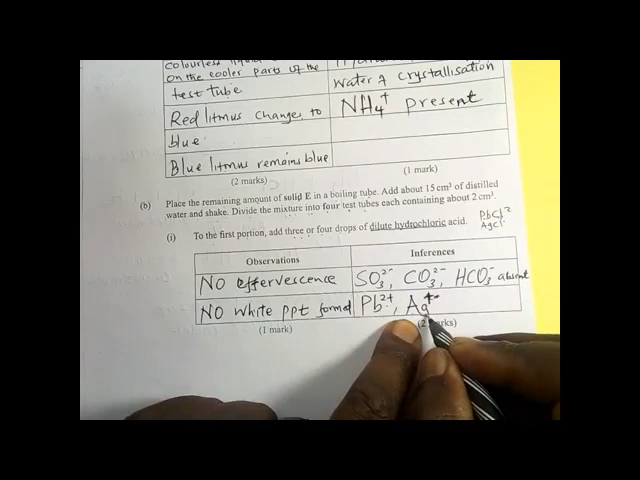 colourless liquid
on the cooler parts of the
test tube
water of crystallisation
Red litmus changes to
blue
NH4+ present
Blue litmus remains blue
(2 marks)
(1 mark)
(b) Place the remaining amount of solid E in a boiling tube. Add about 15 cm³ of distilled
water and shake. Divide the mixture into four test tubes each containing about 2 cm³.
(i) To the first portion, add three or four drops of dilute hydrochloric acid.
PbCl2
AgCl
Observations
Inferences
NO effervescence
SO3²⁻, CO3²⁻, HCO3⁻ absent
NO white ppt formed
Pb²⁺, Ag⁺
(1 mark)